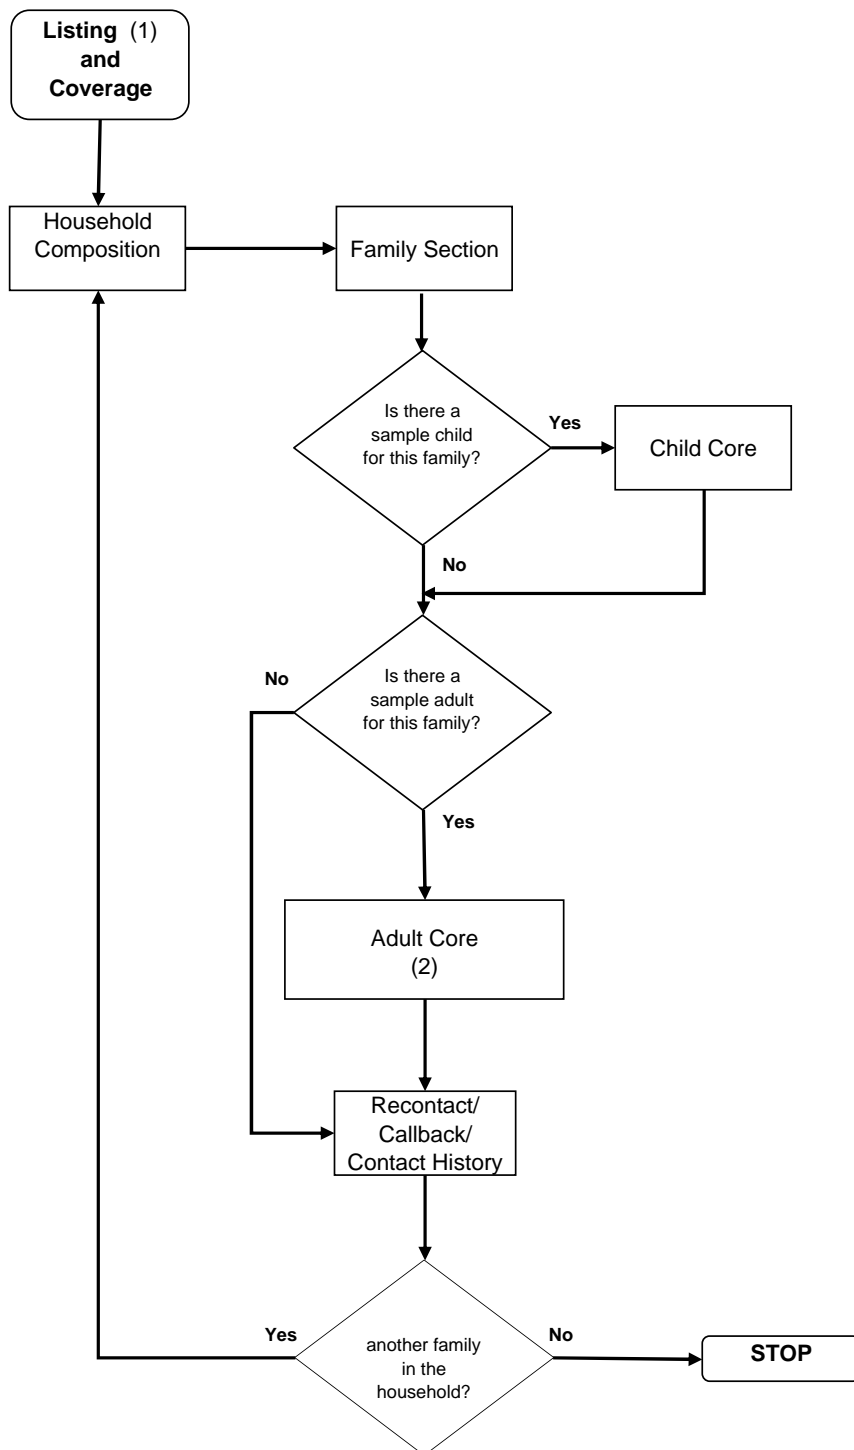 Listing (1)
and
Coverage
Household
Composition
Family Section
Is there a
sample child
for this family?
Yes
Child Core
No
No
Is there a
sample adult
for this family?
Yes
Adult Core
(2)
Recontact/
Callback/
Contact History
Yes
another family
in the
household?
No
STOP